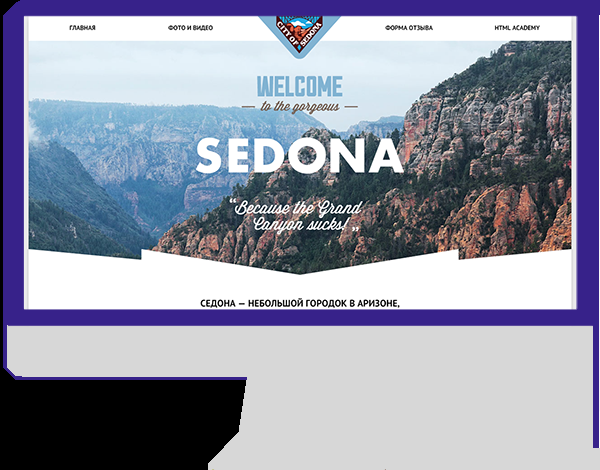 ГЛАВНАЯ ФОТО И ВИДЕО ФОРМА ОТЗЫВА HTML ACADEMY
CITY OF SEDONA
WELCOME
— to the gorgeous —
SEDONA
“Because the Grand
Canyon sucks!”
СЕДОНА — НЕБОЛЬШОЙ ГОРОДОК В АРИЗОНЕ,